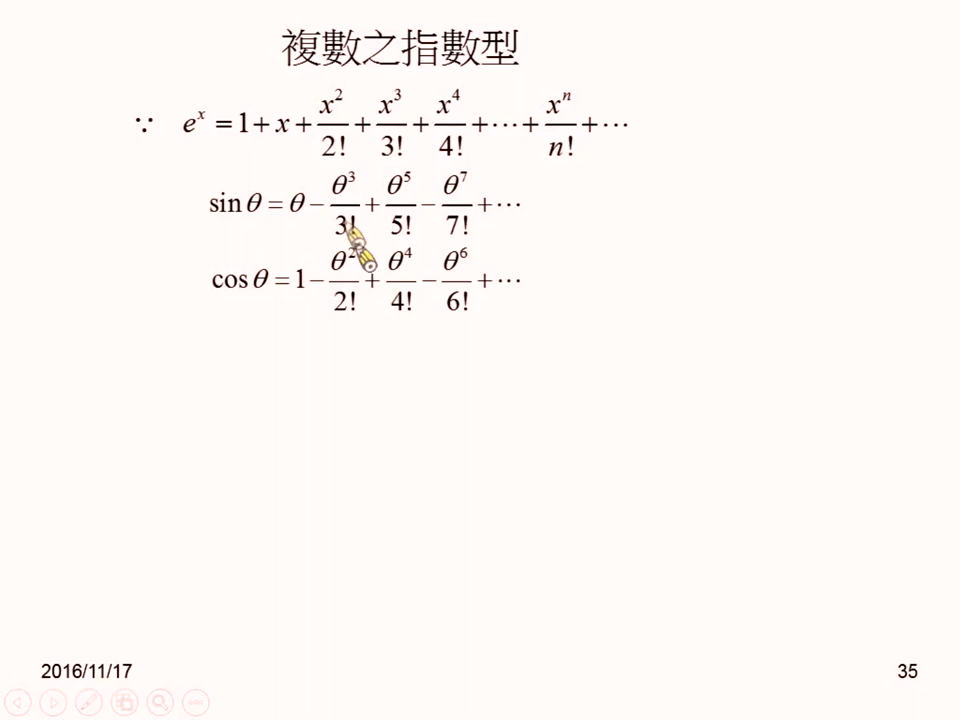 複數之指數型
∵ e^x = 1 + x + x^2/2! + x^3/3! + x^4/4! + ⋯ + x^n/n! + ⋯
sin θ = θ − θ^3/3! + θ^5/5! − θ^7/7! + ⋯
cos θ = 1 − θ^2/2! + θ^4/4! − θ^6/6! + ⋯
2016/11/17
35